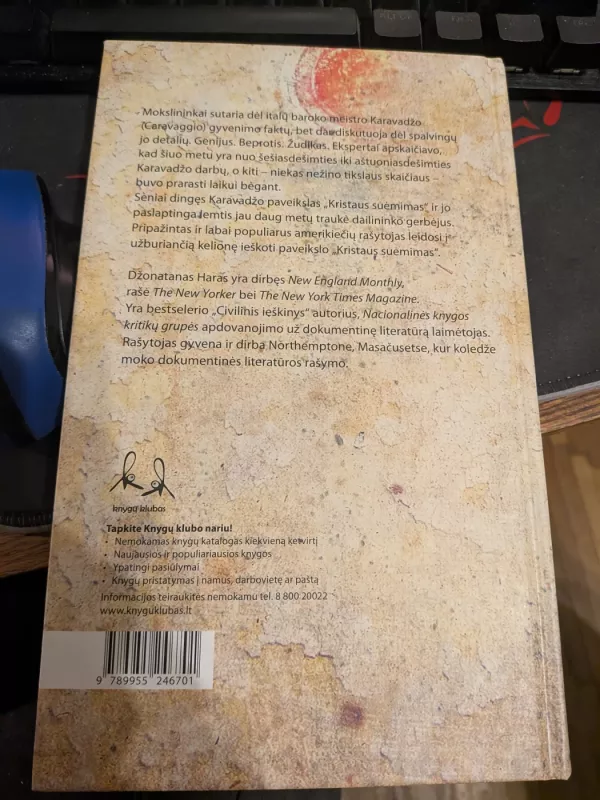 Mokslininkai sutaria dėl italų baroko meistro Karavadžo
(Caravaggio) gyvenimo faktų, bet dar diskutuoja dėl spalvingų
jo detalių. Genijus. Beprotis. Žudikas. Ekspertai apskaičiavo,
kad šiuo metu yra nuo šešiasdešimties iki aštuoniasdešimties
Karavadžo darbų, o kiti – niekas nežino tikslaus skaičiaus –
buvo prarasti laikui bėgant.
Seniai dingęs Karavadžo paveikslas „Kristaus suėmimas“ ir jo
paslaptinga lemtis jau daug metų traukė dailininko gerbėjus.
Pripažintas ir labai populiarus amerikiečių rašytojas leidosi į
užburiančią kelionę ieškoti paveikslo „Kristaus suėmimas“.
Džonatanas Haras yra dirbęs New England Monthly,
rašė The New Yorker bei The New York Times Magazine.
Yra bestselerio „Civilinis ieškinys“ autorius, Nacionalinės knygos
kritikų grupės apdovanojimo už dokumentinę literatūrą laimėtojas.
Rašytojas gyvena ir dirba Northemptone, Masačusetse, kur koledže
moko dokumentinės literatūros rašymo.
knygų klubas
Tapkite Knygų klubo nariu!
• Nemokamas knygų katalogas kiekvieną ketvirtį
• Naujausios ir populiariausios knygos
• Ypatingi pasiūlymai
• Knygų pristatymas į namus, darbovietę ar paštą
Informacijos teiraukitės nemokamu tel. 8 800 20022
www.knyguklubas.lt
9 789955 246701